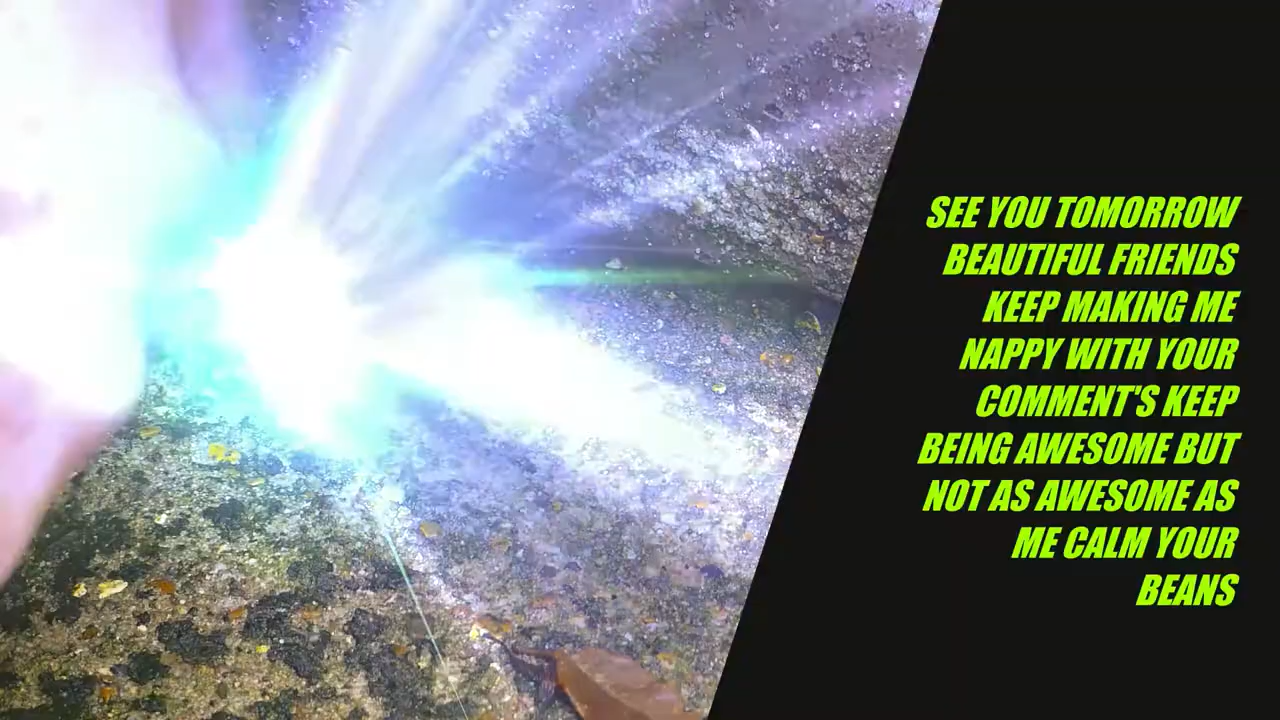 SEE YOU TOMORROW
BEAUTIFUL FRIENDS
KEEP MAKING ME
NAPPY WITH YOUR
COMMENT'S KEEP
BEING AWESOME BUT
NOT AS AWESOME AS
ME CALM YOUR
BEANS